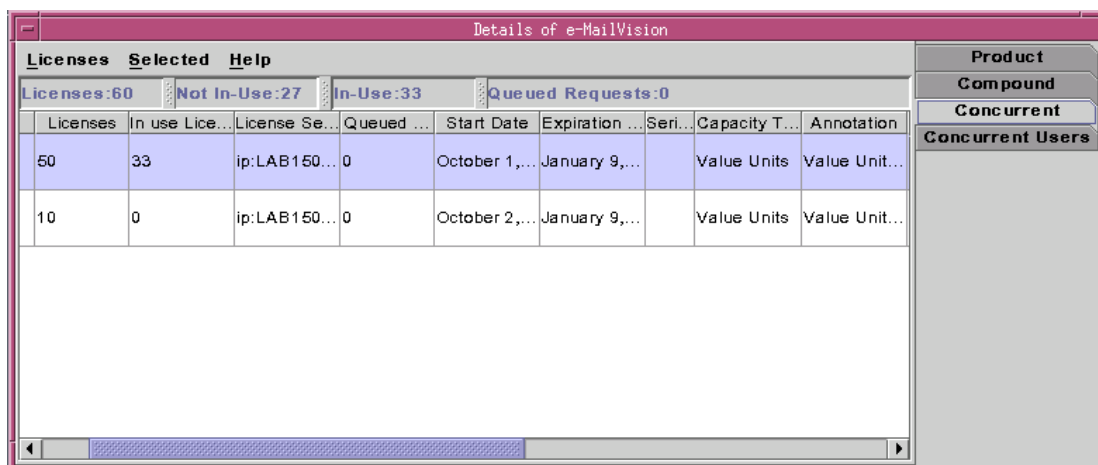 Details of e-MailVision
Licenses Selected Help
Licenses:60 Not In-Use:27 In-Use:33 Queued Requests:0
Licenses In use Lice... License Se... Queued ... Start Date Expiration ... Seri... Capacity T... Annotation
50 33 ip:LAB150... 0 October 1,... January 9,... Value Units Value Unit...
10 0 ip:LAB150... 0 October 2,... January 9,... Value Units Value Unit...
Product
Compound
Concurrent
Concurrent Users